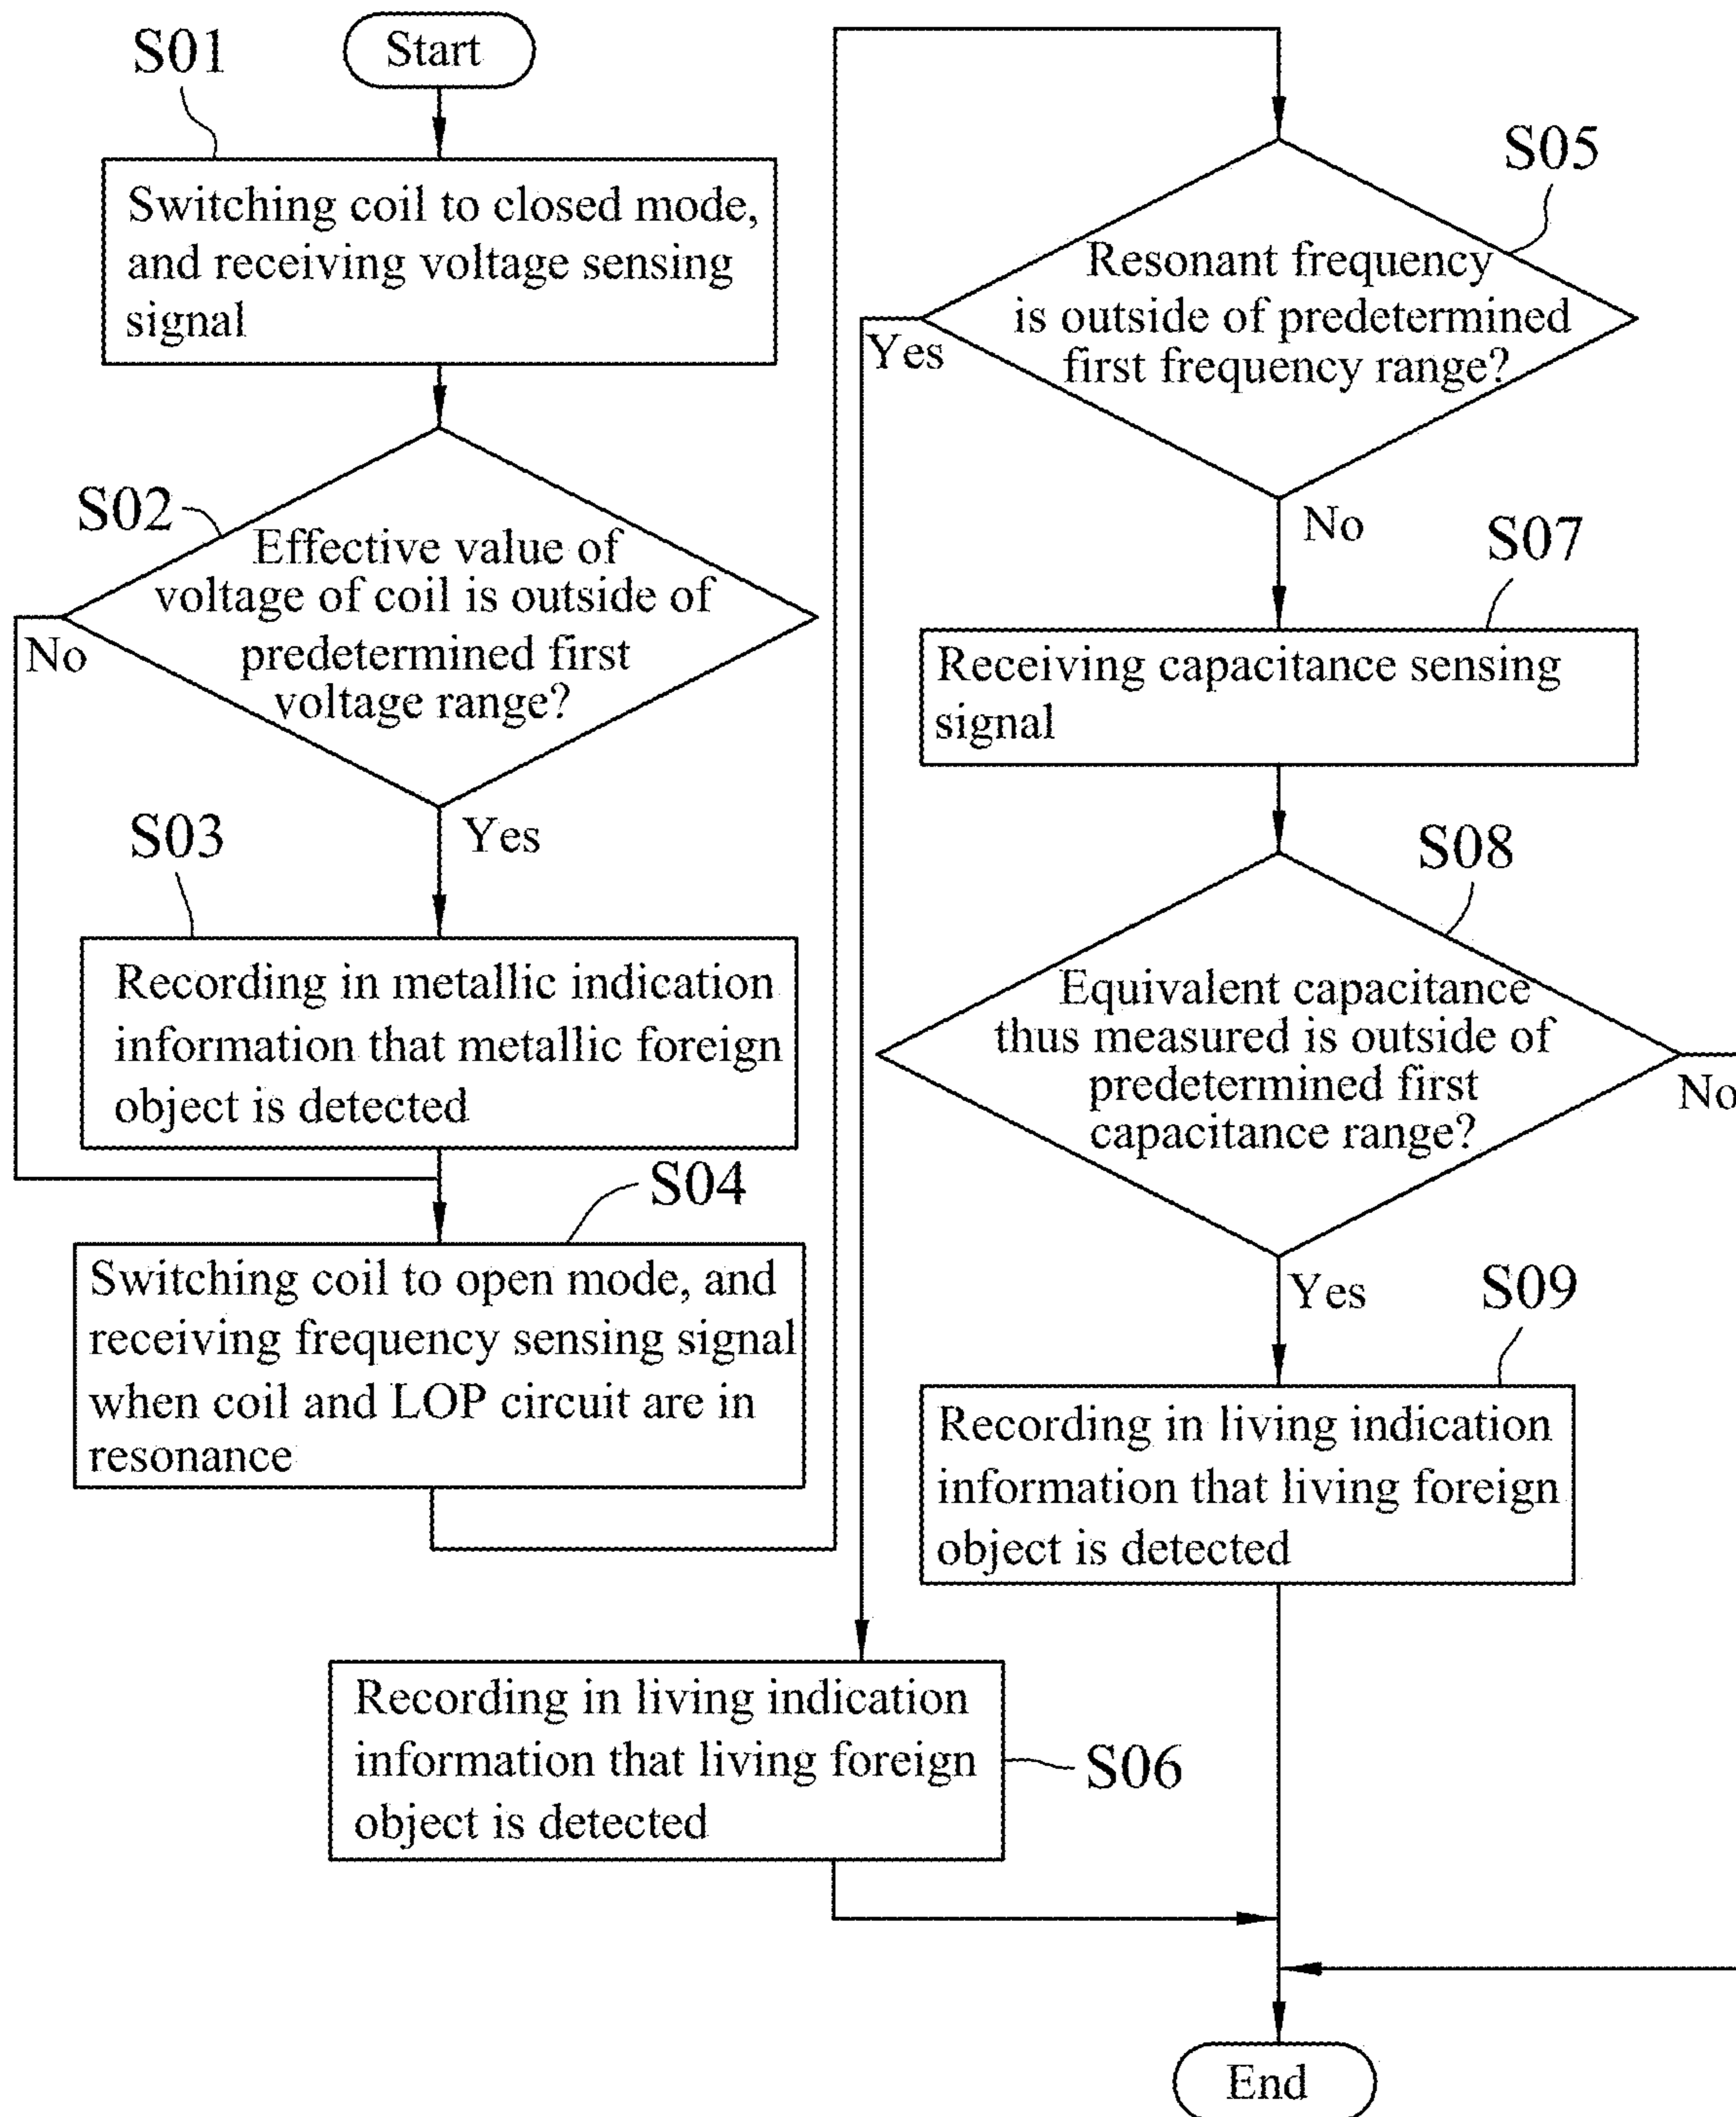 Start
S01
Switching coil to closed mode,
and receiving voltage sensing
signal
S02
Effective value of
voltage of coil is outside of
predetermined first
voltage range?
No
Yes
S03
Recording in metallic indication
information that metallic foreign
object is detected
S04
Switching coil to open mode, and
receiving frequency sensing signal
when coil and LOP circuit are in
resonance
S05
Resonant frequency
is outside of predetermined
first frequency range?
Yes
No
S07
Receiving capacitance sensing
signal
S08
Equivalent capacitance
thus measured is outside of
predetermined first
capacitance range?
No
Yes
S09
Recording in living indication
information that living foreign
object is detected
Recording in living indication
information that living foreign
object is detected
S06
End